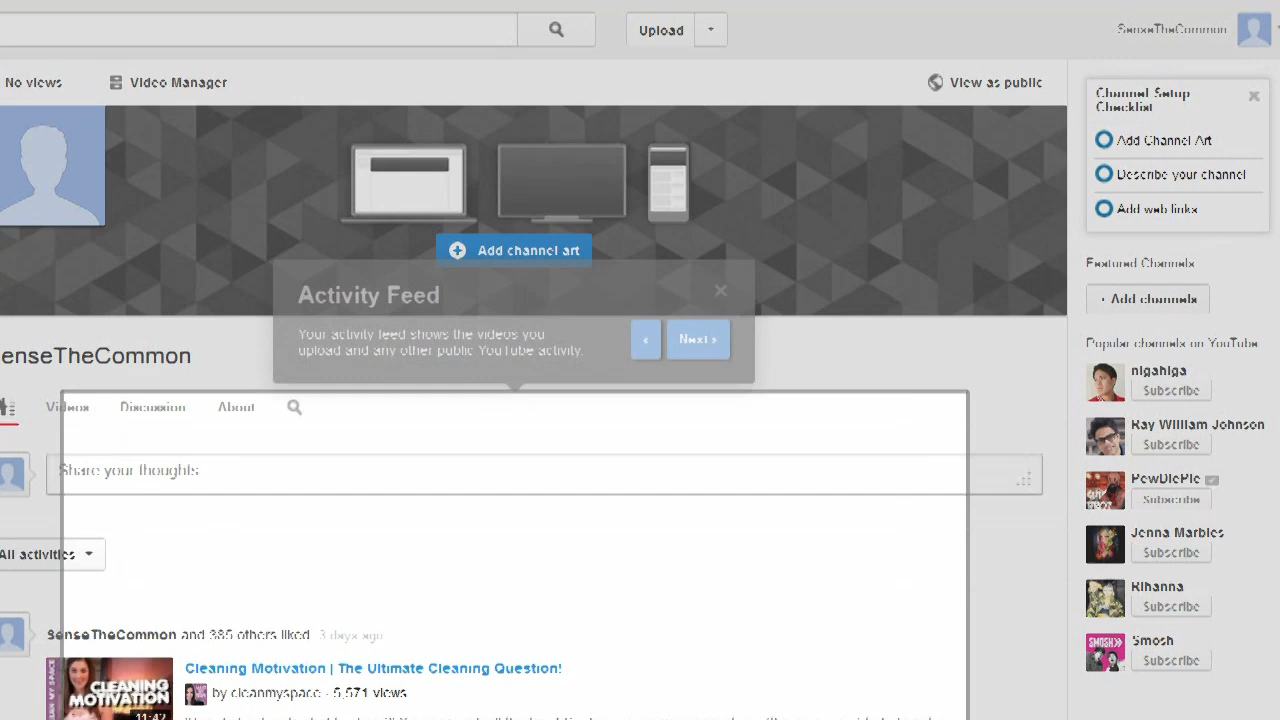 Upload
SenseTheCommon
No views
Video Manager
View as public
Channel Setup
Checklist
Add Channel Art
Describe your channel
Add web links
Add channel art
Activity Feed
Your activity feed shows the videos you
upload and any other public YouTube activity.
« Next »
Featured Channels
+ Add channels
Popular channels on YouTube
nigahiga
Subscribe
Ray William Johnson
Subscribe
PewDiePie
Subscribe
Jenna Marbles
Subscribe
Rihanna
Subscribe
SMOSH
Smosh
Subscribe
enseTheCommon
Videos Discussion About
Share your thoughts
All activities
SenseTheCommon and 385 others liked 3 days ago
CLEANING
MOTIVATION
11:42
Cleaning Motivation | The Ultimate Cleaning Question!
by cleanmyspace · 5,571 views